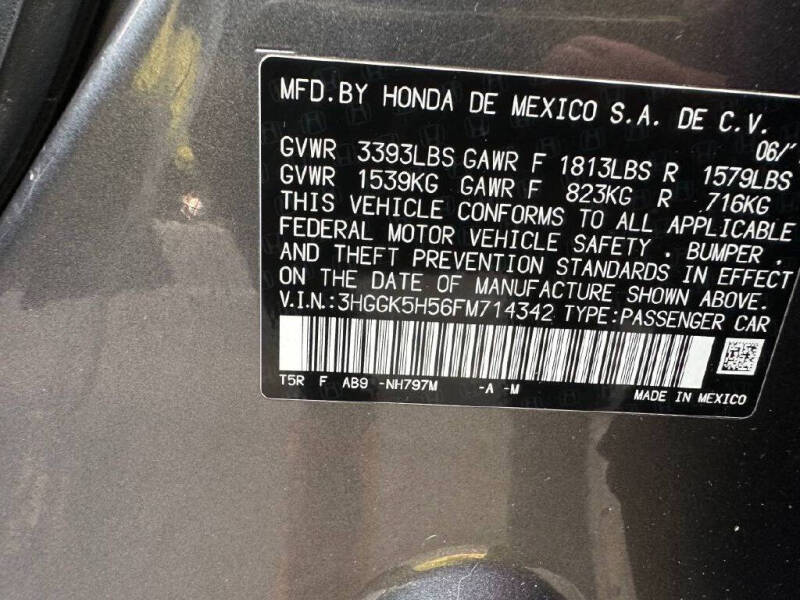 MFD.BY HONDA DE MEXICO S.A. DE C.V.
06/
GVWR 3393LBS GAWR F 1813LBS R 1579LBS
GVWR 1539KG GAWR F 823KG R 716KG
THIS VEHICLE CONFORMS TO ALL APPLICABLE
FEDERAL MOTOR VEHICLE SAFETY , BUMPER ,
AND THEFT PREVENTION STANDARDS IN EFFECT
ON THE DATE OF MANUFACTURE SHOWN ABOVE.
V.I.N.:3HGGK5H56FM714342 TYPE:PASSENGER CAR
T5R F AB9 -NH797M -A -M
MADE IN MEXICO